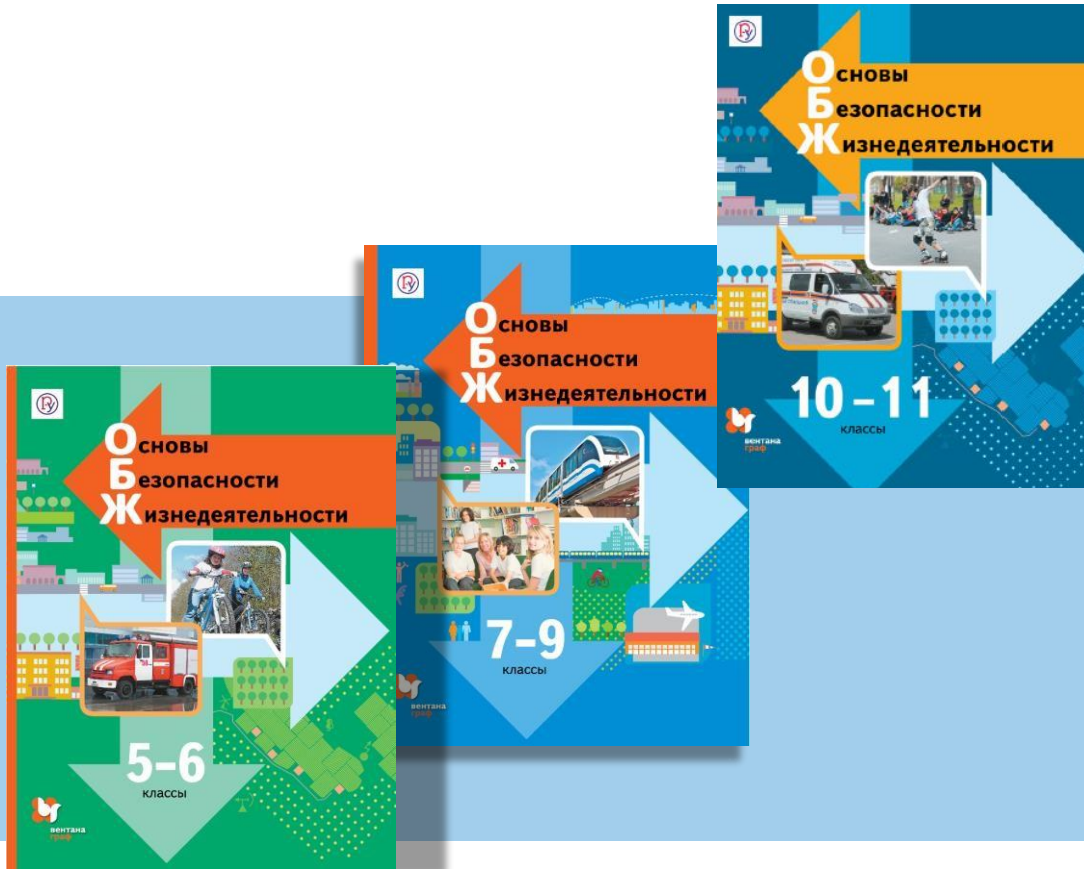 Основы
Безопасности
Жизнедеятельности
10-11
классы
вентана
граф
Основы
Безопасности
Жизнедеятельности
7-9
классы
вентана
граф
Основы
Безопасности
Жизнедеятельности
5-6
классы
вентана
граф